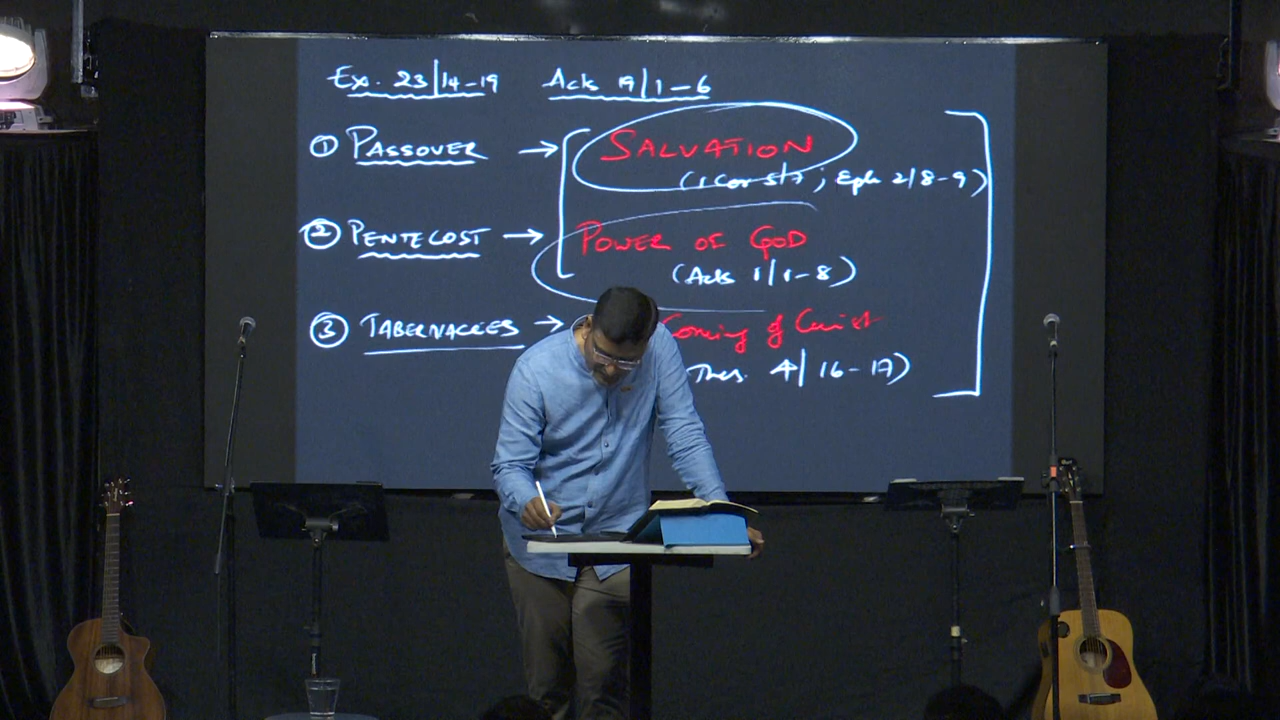 Ex. 23/14-19 Acts 19/1-6
① PASSOVER → SALVATION
(1 Cor 5/7 ; Eph 2/8-9)
② PENTECOST → POWER OF GOD
(Acts 1/1-8)
③ TABERNACLES → Coming of Christ
Thes. 4/16-17)